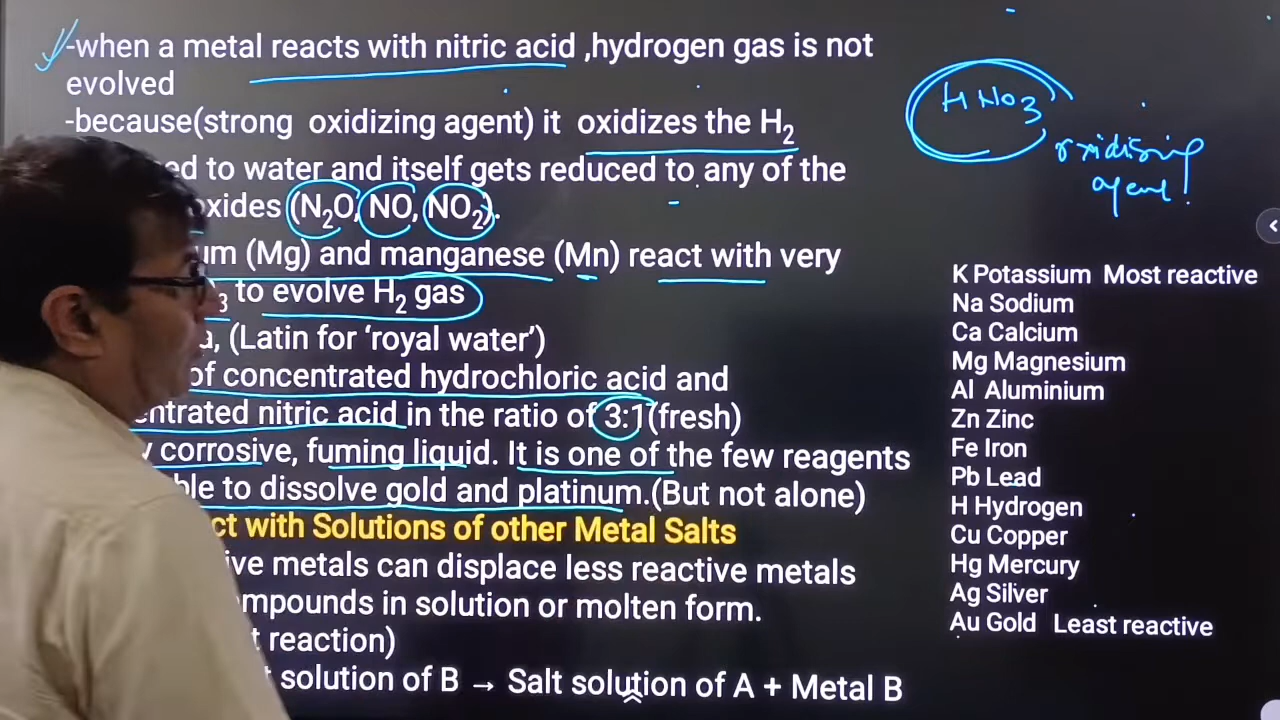 -when a metal reacts with nitric acid ,hydrogen gas is not
evolved
-because(strong oxidizing agent) it oxidizes the H2
ed to water and itself gets reduced to any of the
oxides (N2O, NO, NO2).
um (Mg) and manganese (Mn) react with very
3 to evolve H2 gas
a, (Latin for ‘royal water’)
of concentrated hydrochloric acid and
entrated nitric acid in the ratio of 3:1(fresh)
y corrosive, fuming liquid. It is one of the few reagents
ble to dissolve gold and platinum.(But not alone)
ct with Solutions of other Metal Salts
ive metals can displace less reactive metals
mpounds in solution or molten form.
t reaction)
t solution of B → Salt solution of A + Metal B
HNO3
oxidising
agent!
K Potassium Most reactive
Na Sodium
Ca Calcium
Mg Magnesium
Al Aluminium
Zn Zinc
Fe Iron
Pb Lead
H Hydrogen
Cu Copper
Hg Mercury
Ag Silver
Au Gold Least reactive